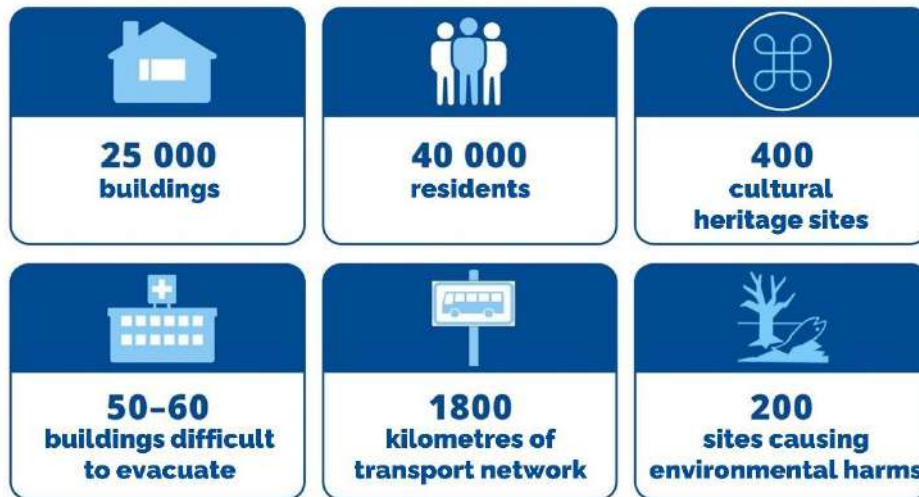 25 000
buildings
40 000
residents
400
cultural
heritage sites
50–60
buildings difficult
to evacuate
1800
kilometres of
transport network
200
sites causing
environmental harms